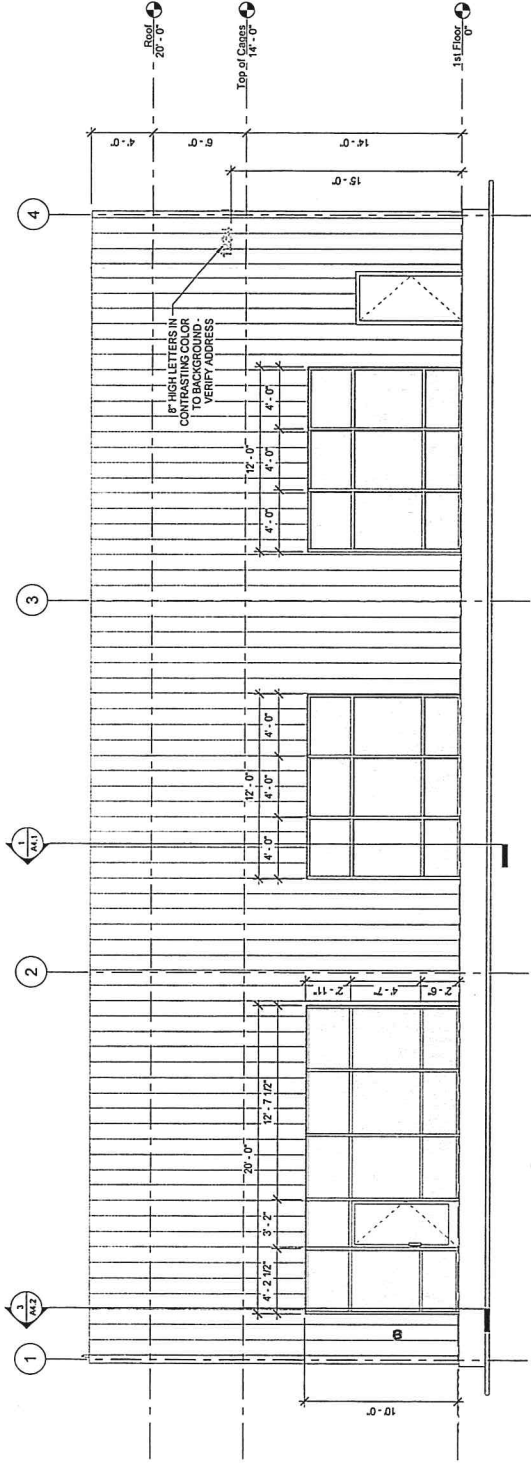 1
2
3
4
3
A4.2
1
A4.1
Roof
20' - 0"
Top of Cages
14' - 0"
1st Floor
0"
4' - 0"
6' - 0"
14' - 0"
15' - 0"
8" HIGH LETTERS IN
CONTRASTING COLOR
TO BACKGROUND -
VERIFY ADDRESS
20' - 0"
4' - 2 1/2"
3' - 2"
12' - 7 1/2"
12' - 0"
4' - 0"
4' - 0"
4' - 0"
12' - 0"
4' - 0"
4' - 0"
4' - 0"
2' - 11"
4' - 7"
2' - 6"
10' - 0"